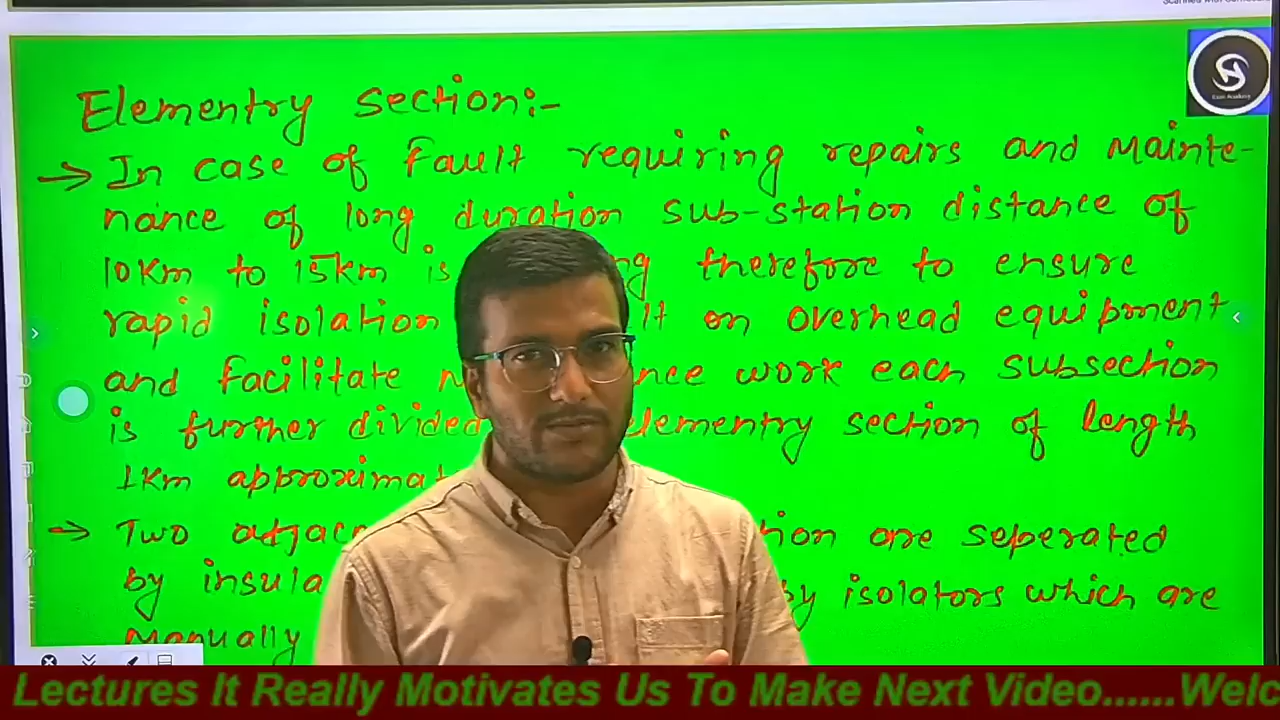 Elementry section:-
→ In case of fault requiring repairs and Mainte-
nance of long duration sub-station distance of
10Km to 15km is ng therefore to ensure
rapid isolation lt on overhead equipment
and facilitate nce work each subsection
is further divided elementry section of length
1Km approximat
→ Two adjac tion are seperated
by insula by isolators which are
Manually
Lectures It Really Motivates Us To Make Next Video......Welc